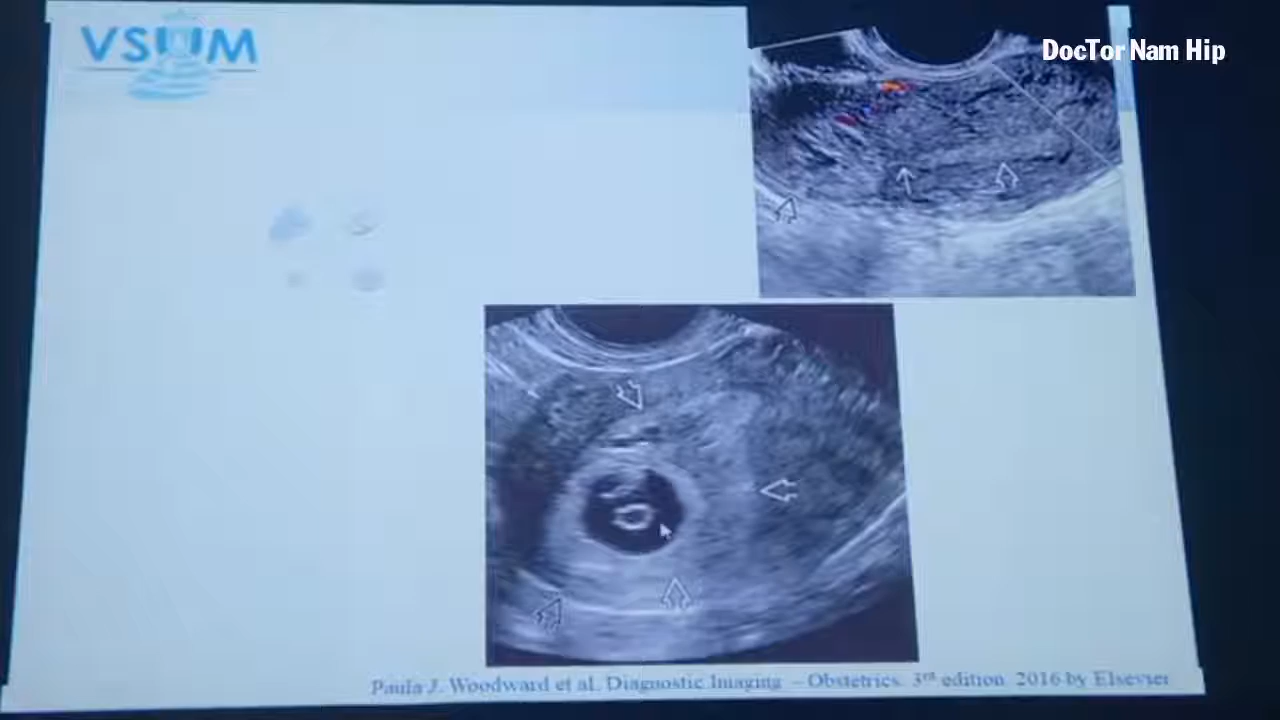 VSUM
DocTor Nam Hip
Paula J. Woodward et al. Diagnostic Imaging – Obstetrics. 3rd edition. 2016 by Elsevier